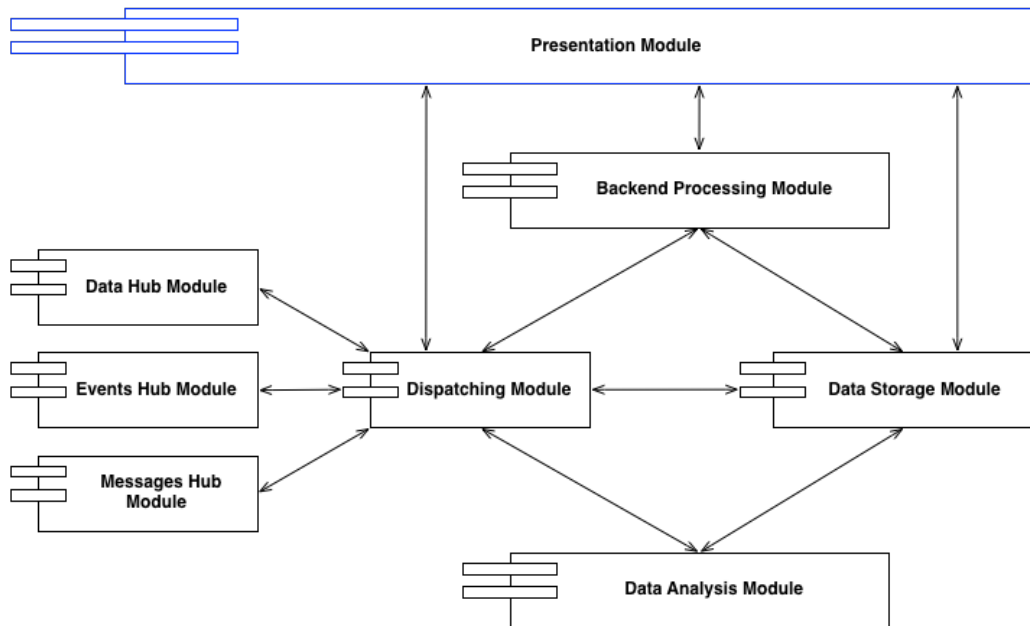 Presentation Module
Backend Processing Module
Data Hub Module
Events Hub Module
Dispatching Module
Data Storage Module
Messages Hub
Module
Data Analysis Module